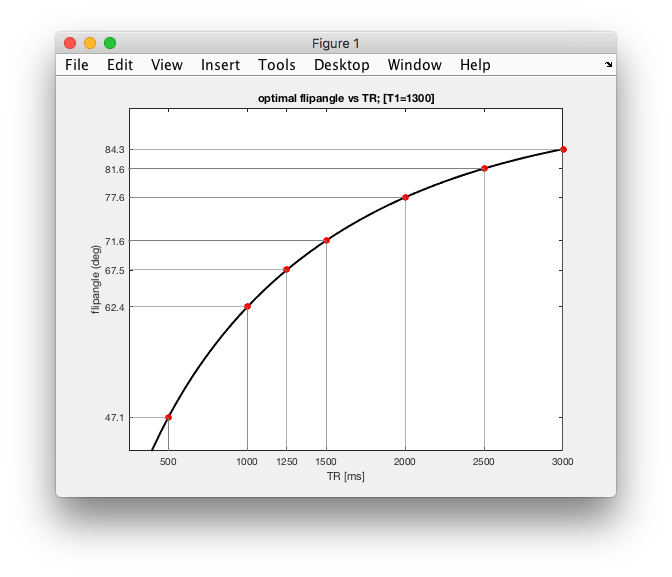 Figure 1
File Edit View Insert Tools Desktop Window Help
optimal flipangle vs TR; [T1=1300]
84.3
81.6
77.6
71.6
67.5
62.4
47.1
flipangle (deg)
500 1000 1250 1500 2000 2500 3000
TR [ms]